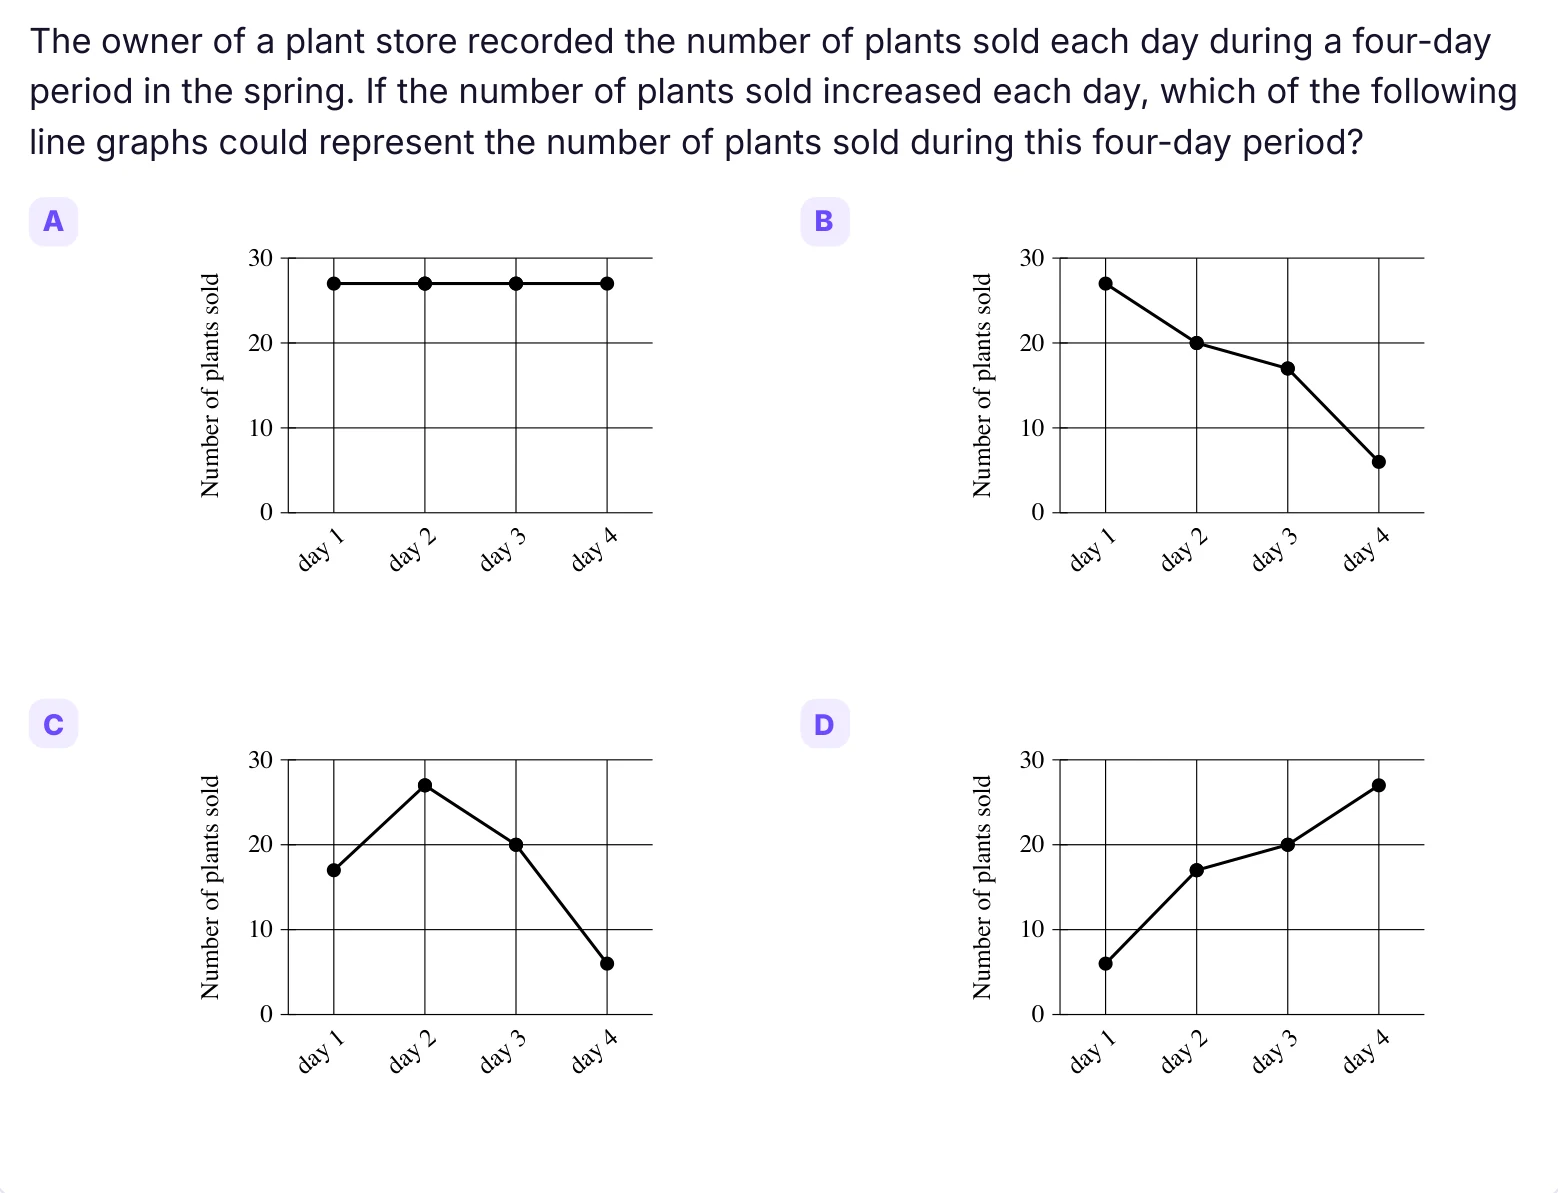 The owner of a plant store recorded the number of plants sold each day during a four-day
period in the spring. If the number of plants sold increased each day, which of the following
line graphs could represent the number of plants sold during this four-day period?
A
Number of plants sold
30
20
10
0
day 1
day 2
day 3
day 4
B
Number of plants sold
30
20
10
0
day 1
day 2
day 3
day 4
C
Number of plants sold
30
20
10
0
day 1
day 2
day 3
day 4
D
Number of plants sold
30
20
10
0
day 1
day 2
day 3
day 4